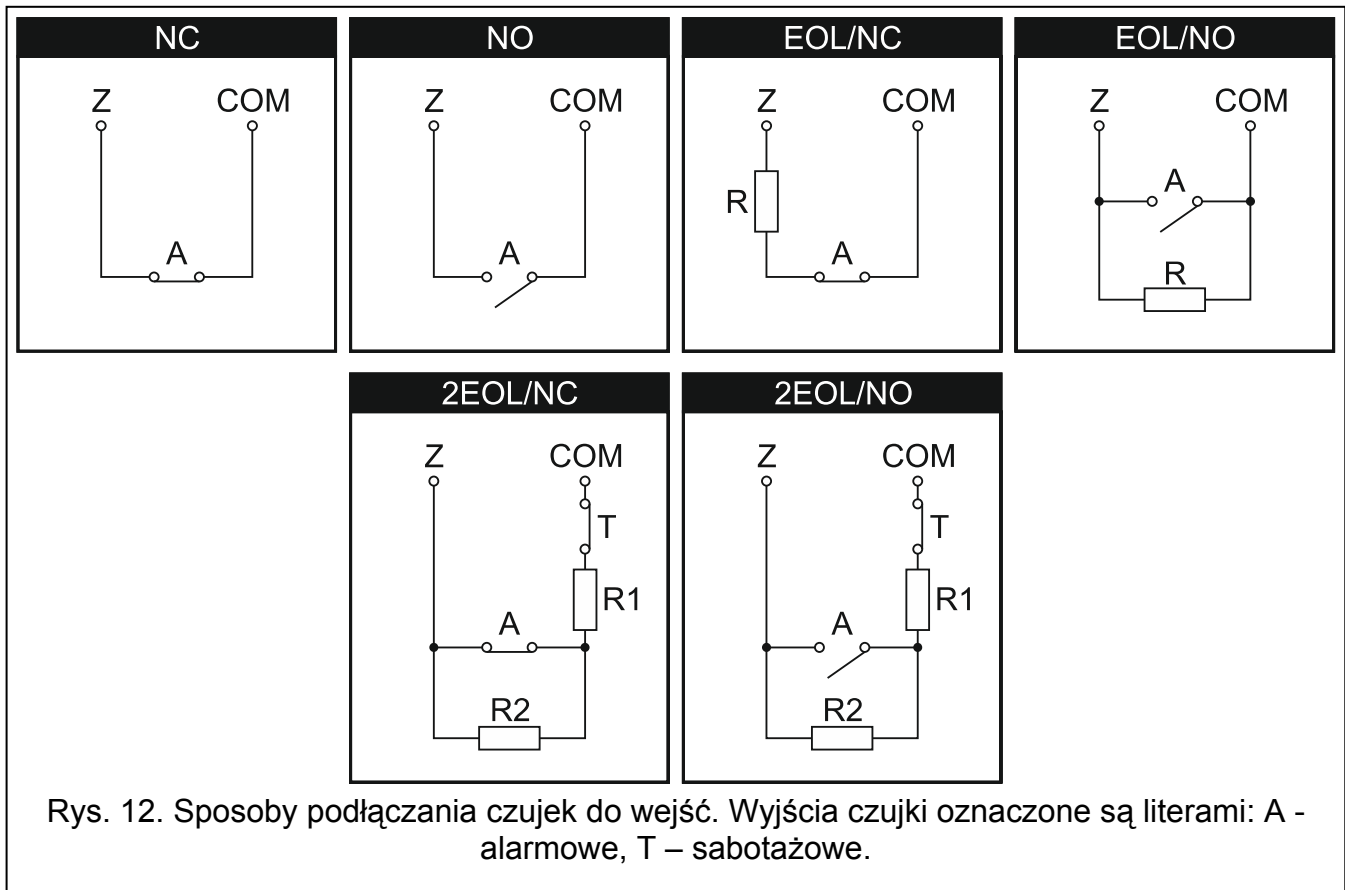 NC
NO
EOL/NC
EOL/NO
Z COM
A
Z COM
A
Z COM
R
A
Z COM
A
R
2EOL/NC
2EOL/NO
Z COM
T
R1
A
R2
Z COM
T
R1
A
R2
Rys. 12. Sposoby podłączania czujek do wejść. Wyjścia czujki oznaczone są literami: A -
alarmowe, T – sabotażowe.